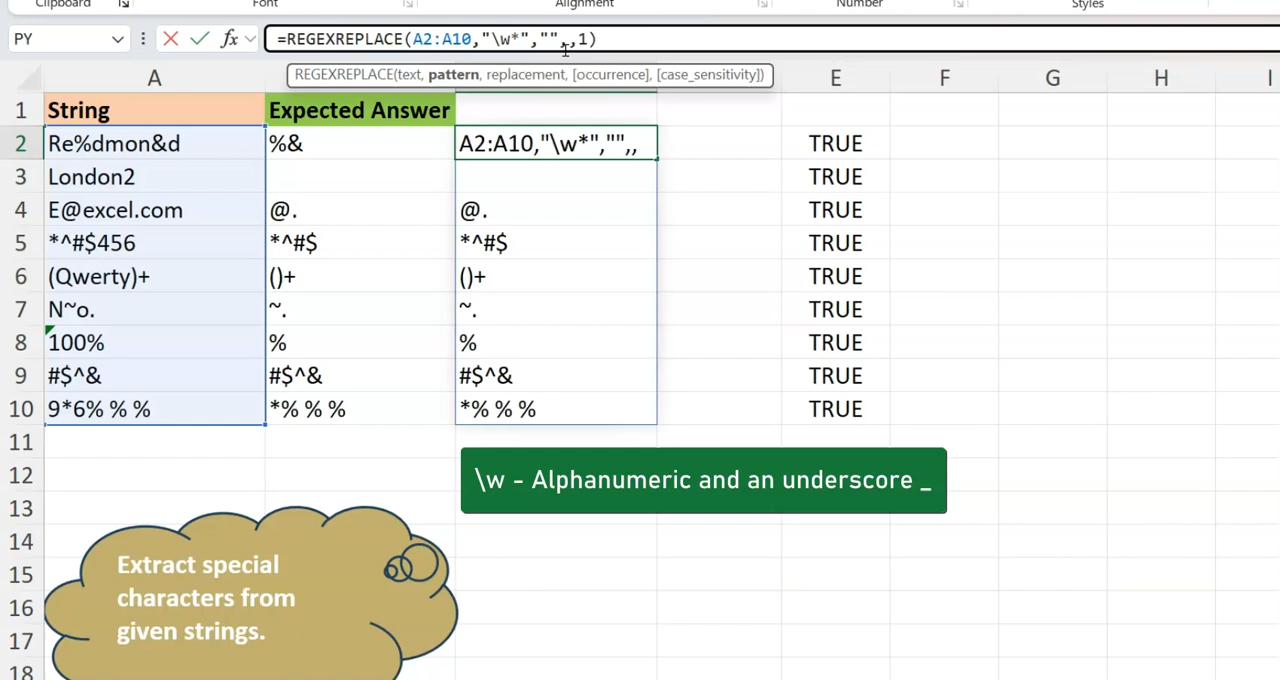 Clipboard Font Alignment Number Styles
PY fx =REGEXREPLACE(A2:A10,"\w*","",,1)
REGEXREPLACE(text, pattern, replacement, [occurrence], [case_sensitivity])
A E F G H I
1 String Expected Answer
2 Re%dmon&d %& A2:A10,"\w*","",, TRUE
3 London2 TRUE
4 E@excel.com @. @. TRUE
5 *^#$456 *^#$ *^#$ TRUE
6 (Qwerty)+ ()+ ()+ TRUE
7 N~o. ~. ~. TRUE
8 100% % % TRUE
9 #$^& #$^& #$^& TRUE
10 9*6% % % *% % % *% % % TRUE
11
12
\w - Alphanumeric and an underscore _
13
14
15
16
17
18
Extract special
characters from
given strings.